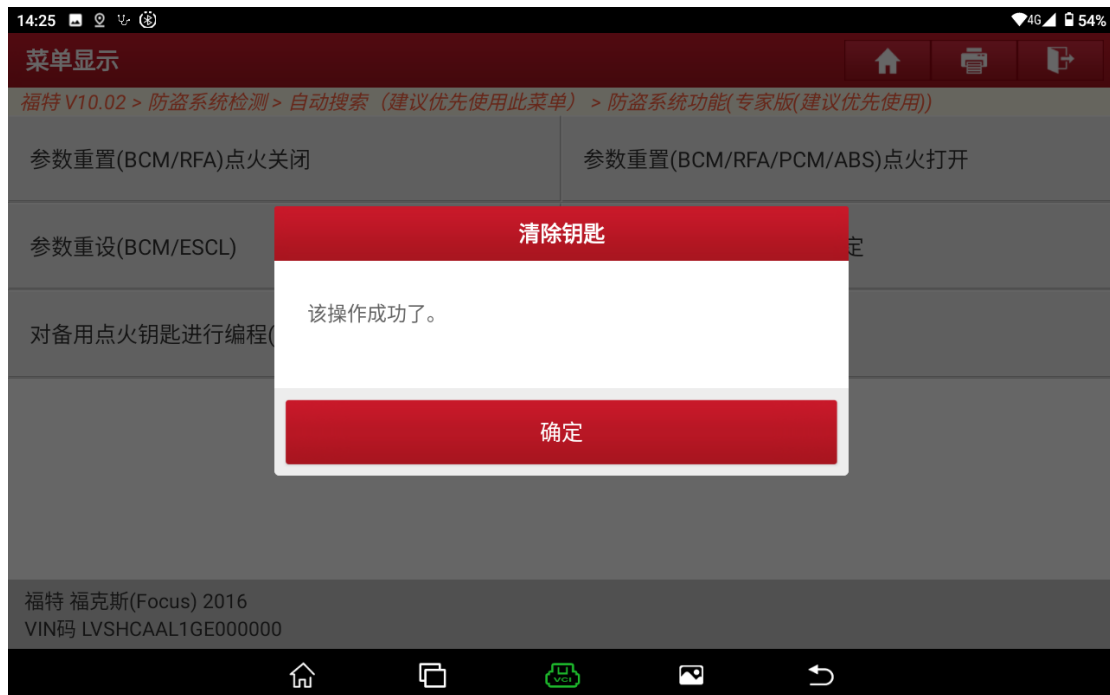 14:25
4G 54%
菜单显示
福特 V10.02 > 防盗系统检测 > 自动搜索（建议优先使用此菜单） > 防盗系统功能(专家版(建议优先使用))
参数重置(BCM/RFA)点火关闭
参数重置(BCM/RFA/PCM/ABS)点火打开
清除钥匙
参数重设(BCM/ESCL)
定
该操作成功了。
对备用点火钥匙进行编程(
确定
福特 福克斯(Focus) 2016
VIN码 LVSHCAAL1GE000000
VCI